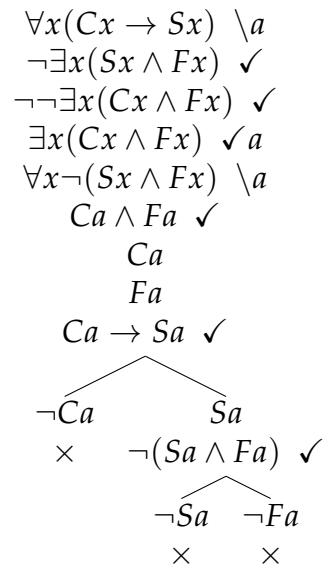 ∀x(Cx → Sx) \a
¬∃x(Sx ∧ Fx) ✓
¬¬∃x(Cx ∧ Fx) ✓
∃x(Cx ∧ Fx) ✓a
∀x¬(Sx ∧ Fx) \a
Ca ∧ Fa ✓
Ca
Fa
Ca → Sa ✓
¬Ca Sa
× ¬(Sa ∧ Fa) ✓
¬Sa ¬Fa
× ×